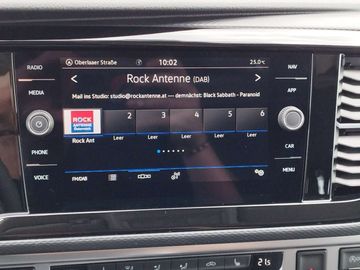 RADIO
MEDIA
PHONE
VOICE
Oberlaaer Straße
10:02
25.0°C
Rock Antenne (DAB)
Mail ins Studio: studio@rockantenne.at --- demnächst: Black Sabbath - Paranoid
ROCK
ANTENNE
2
3
4
5
6
Rock Ant
Leer
Leer
Leer
Leer
Leer
FM/DAB
NAV
APP
CAR
MENU